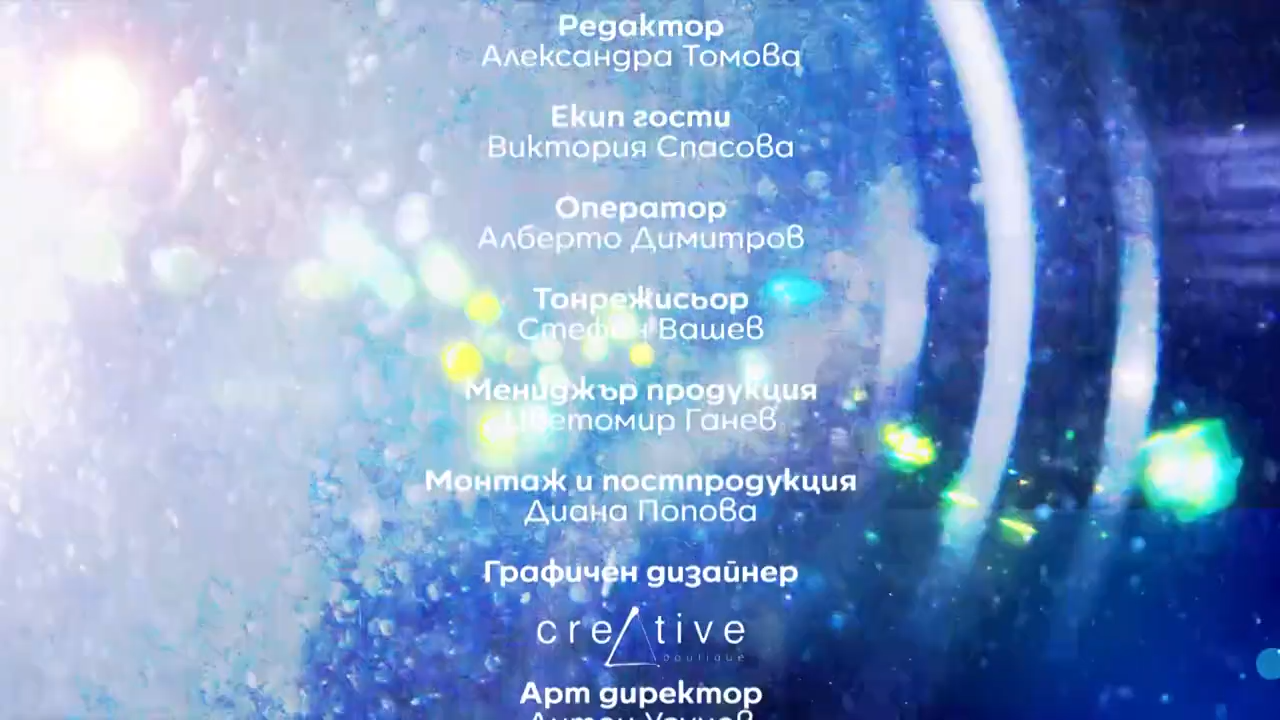 Редактор
Александра Томова
Екип гости
Виктория Спасова
Оператор
Алберто Димитров
Тонрежисьор
Стефан Вашев
Мениджър продукция
Цветомир Ганев
Монтаж и постпродукция
Диана Попова
Графичен дизайнер
creative
boutique
Арт директор